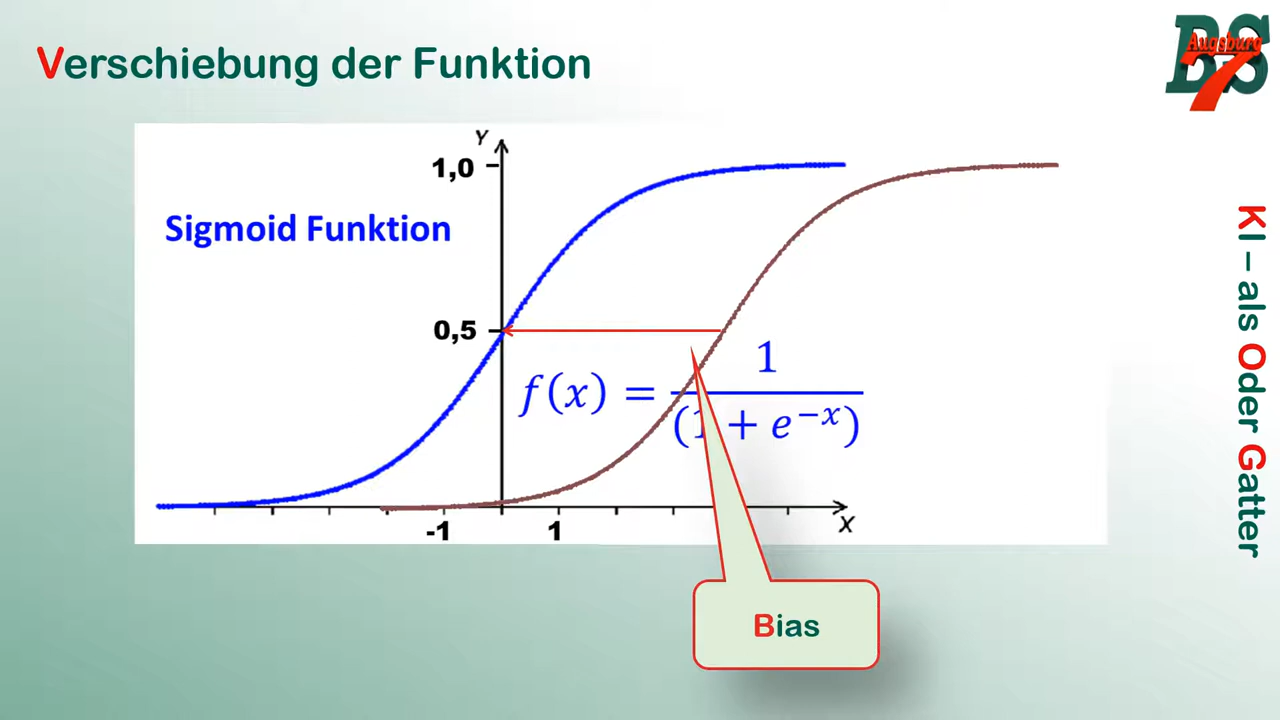 Verschiebung der Funktion
BS
Augsburg
7
Y
1,0
Sigmoid Funktion
0,5
f(x) = 1 / (1 + e^{-x})
-1
1
X
Bias
KI – als Oder Gatter